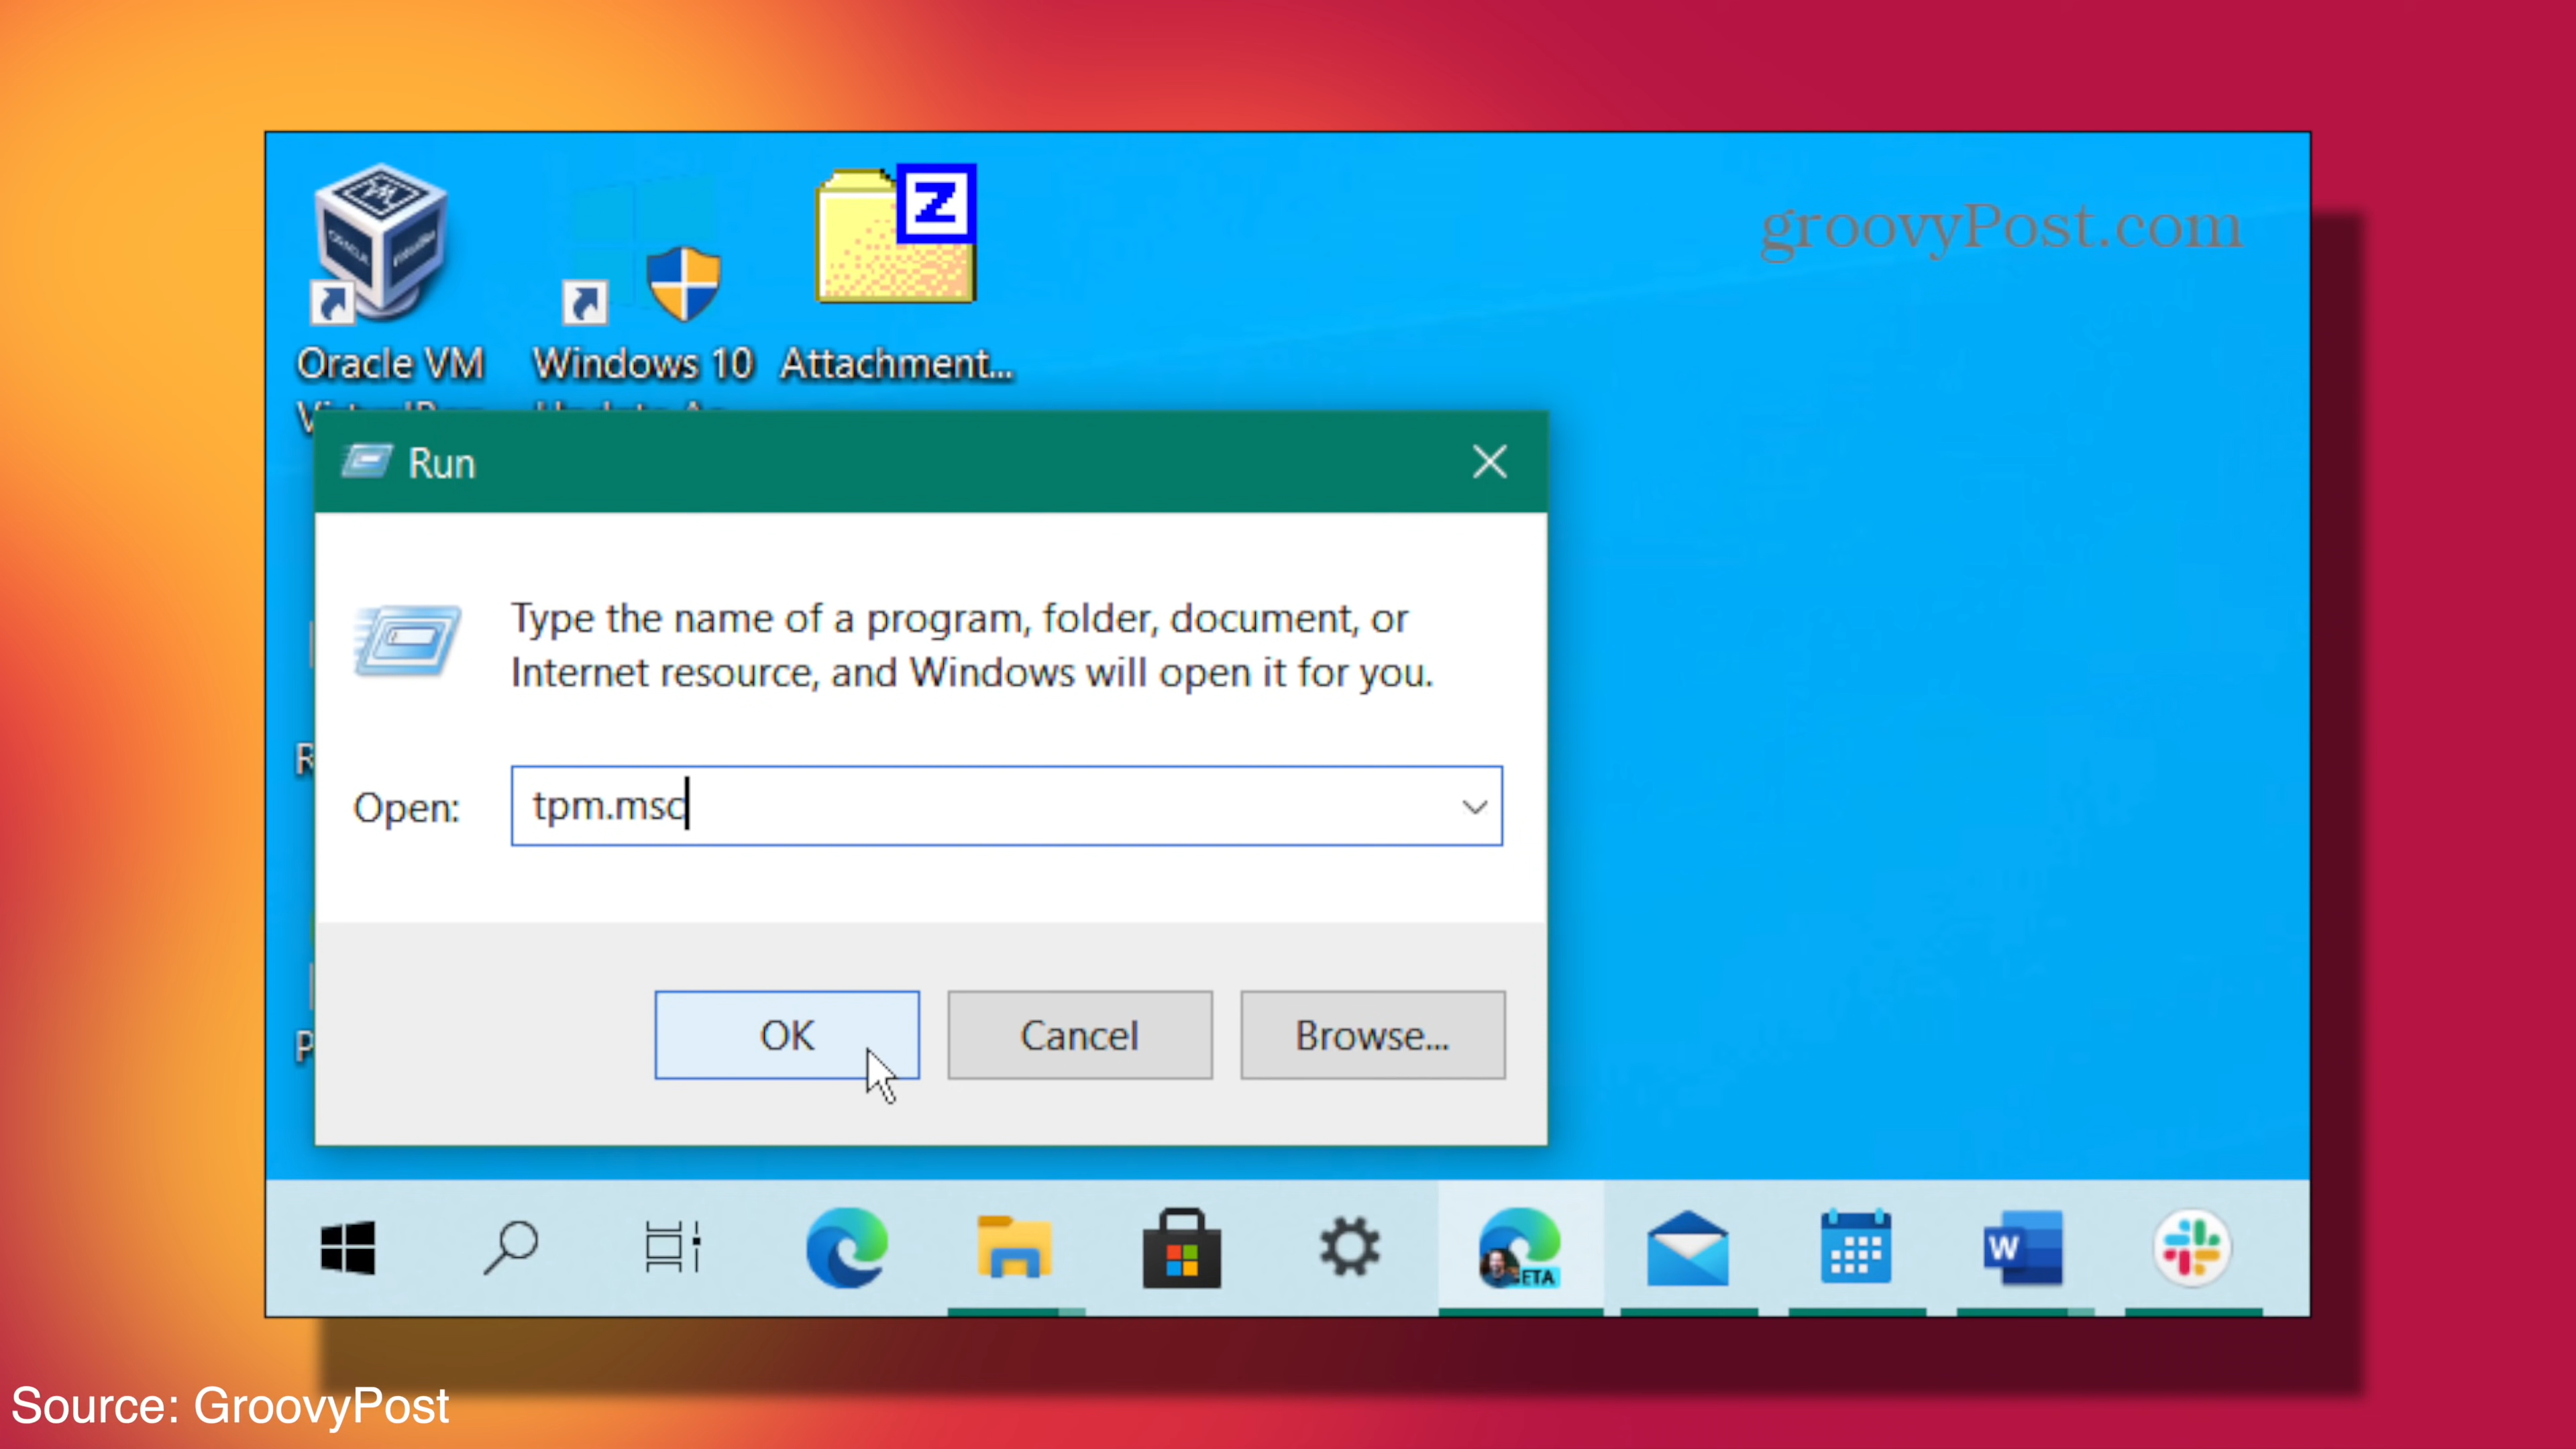 groovyPost.com
Oracle VM
Windows 10
Attachment...
Run
Type the name of a program, folder, document, or
Internet resource, and Windows will open it for you.
Open:
tpm.msc
OK
Cancel
Browse...
Source: GroovyPost